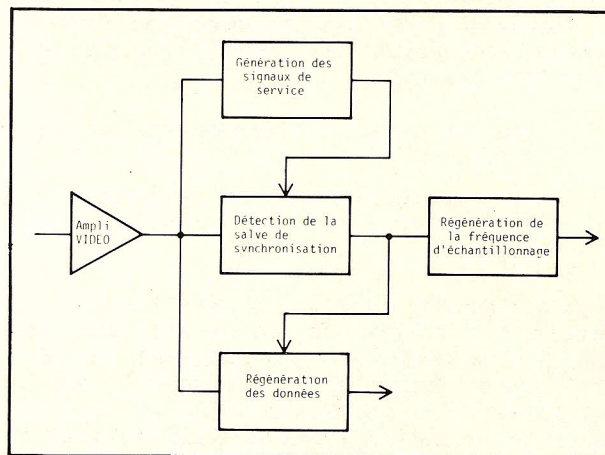 Génération des
signaux de
service
Ampli
VIDEO
Détection de la
salve de
synchronisation
Régénération de
la fréquence
d'échantillonnage
Régénération
des données